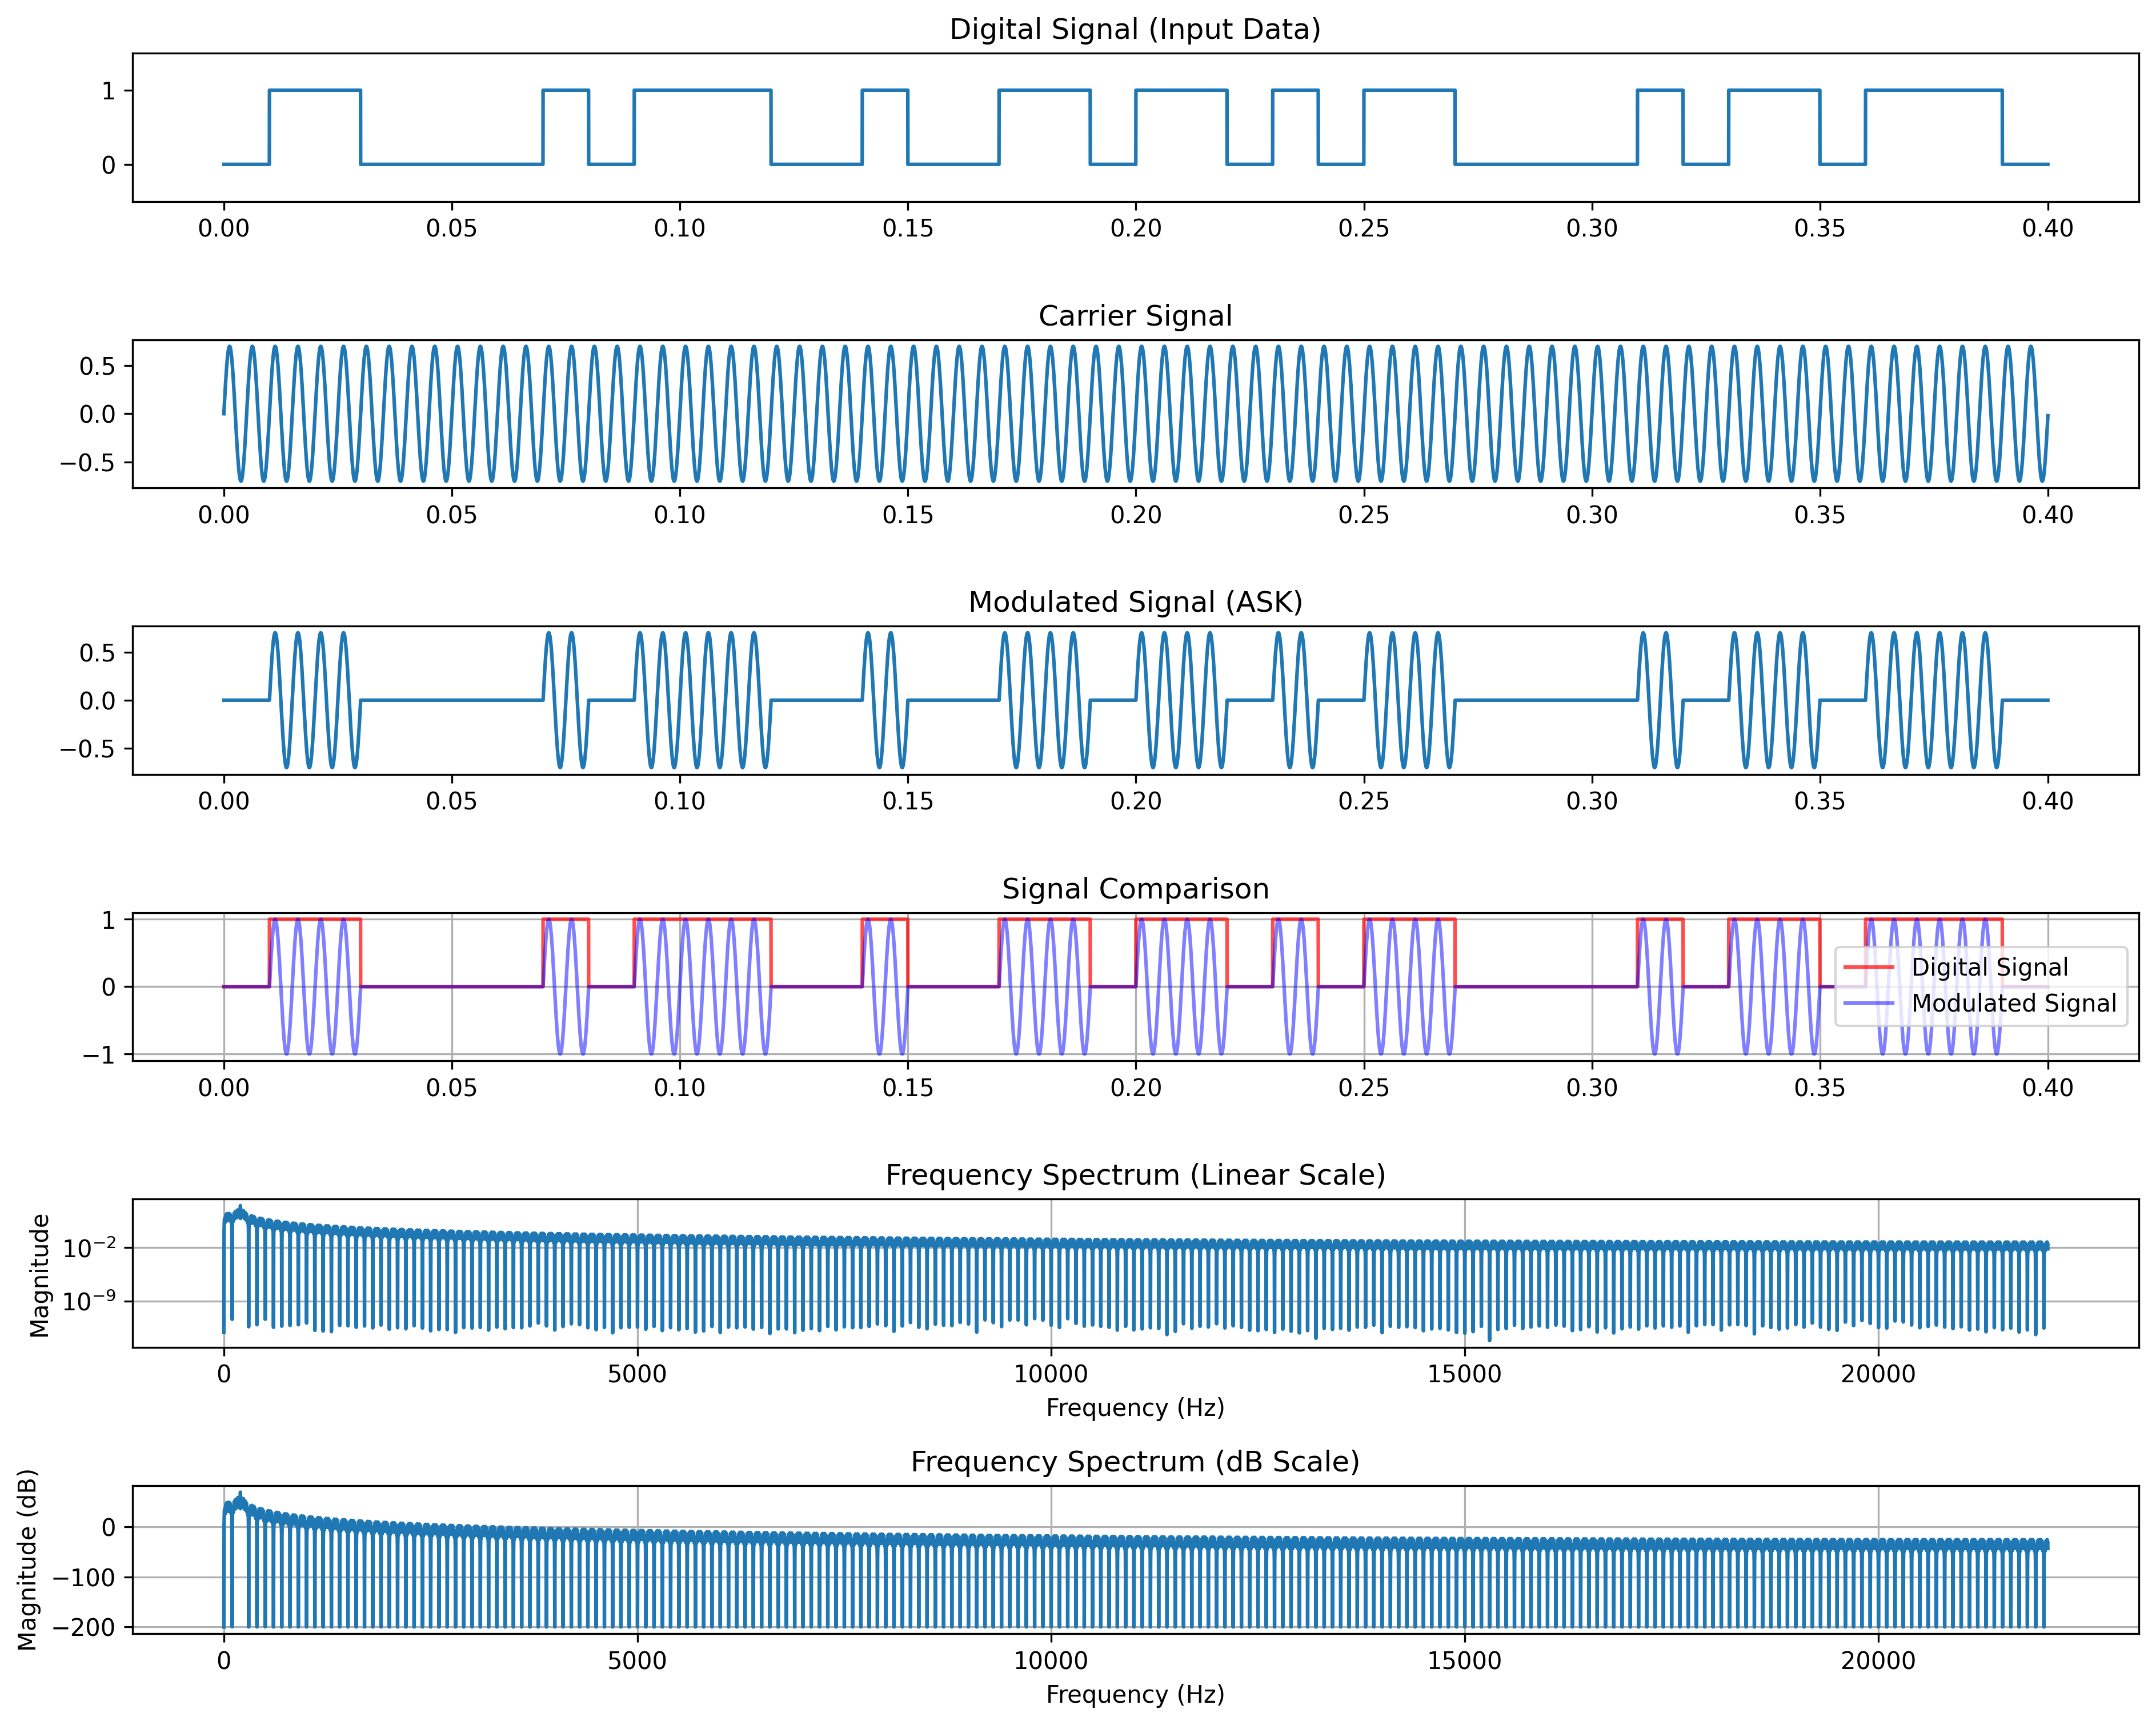 Digital Signal (Input Data)
1
0
0.00 0.05 0.10 0.15 0.20 0.25 0.30 0.35 0.40
Carrier Signal
0.5
0.0
−0.5
0.00 0.05 0.10 0.15 0.20 0.25 0.30 0.35 0.40
Modulated Signal (ASK)
0.5
0.0
−0.5
0.00 0.05 0.10 0.15 0.20 0.25 0.30 0.35 0.40
Signal Comparison
1
0
−1
Digital Signal
Modulated Signal
0.00 0.05 0.10 0.15 0.20 0.25 0.30 0.35 0.40
Frequency Spectrum (Linear Scale)
Magnitude
10⁻²
10⁻⁹
0 5000 10000 15000 20000
Frequency (Hz)
Frequency Spectrum (dB Scale)
Magnitude (dB)
0
−100
−200
0 5000 10000 15000 20000
Frequency (Hz)